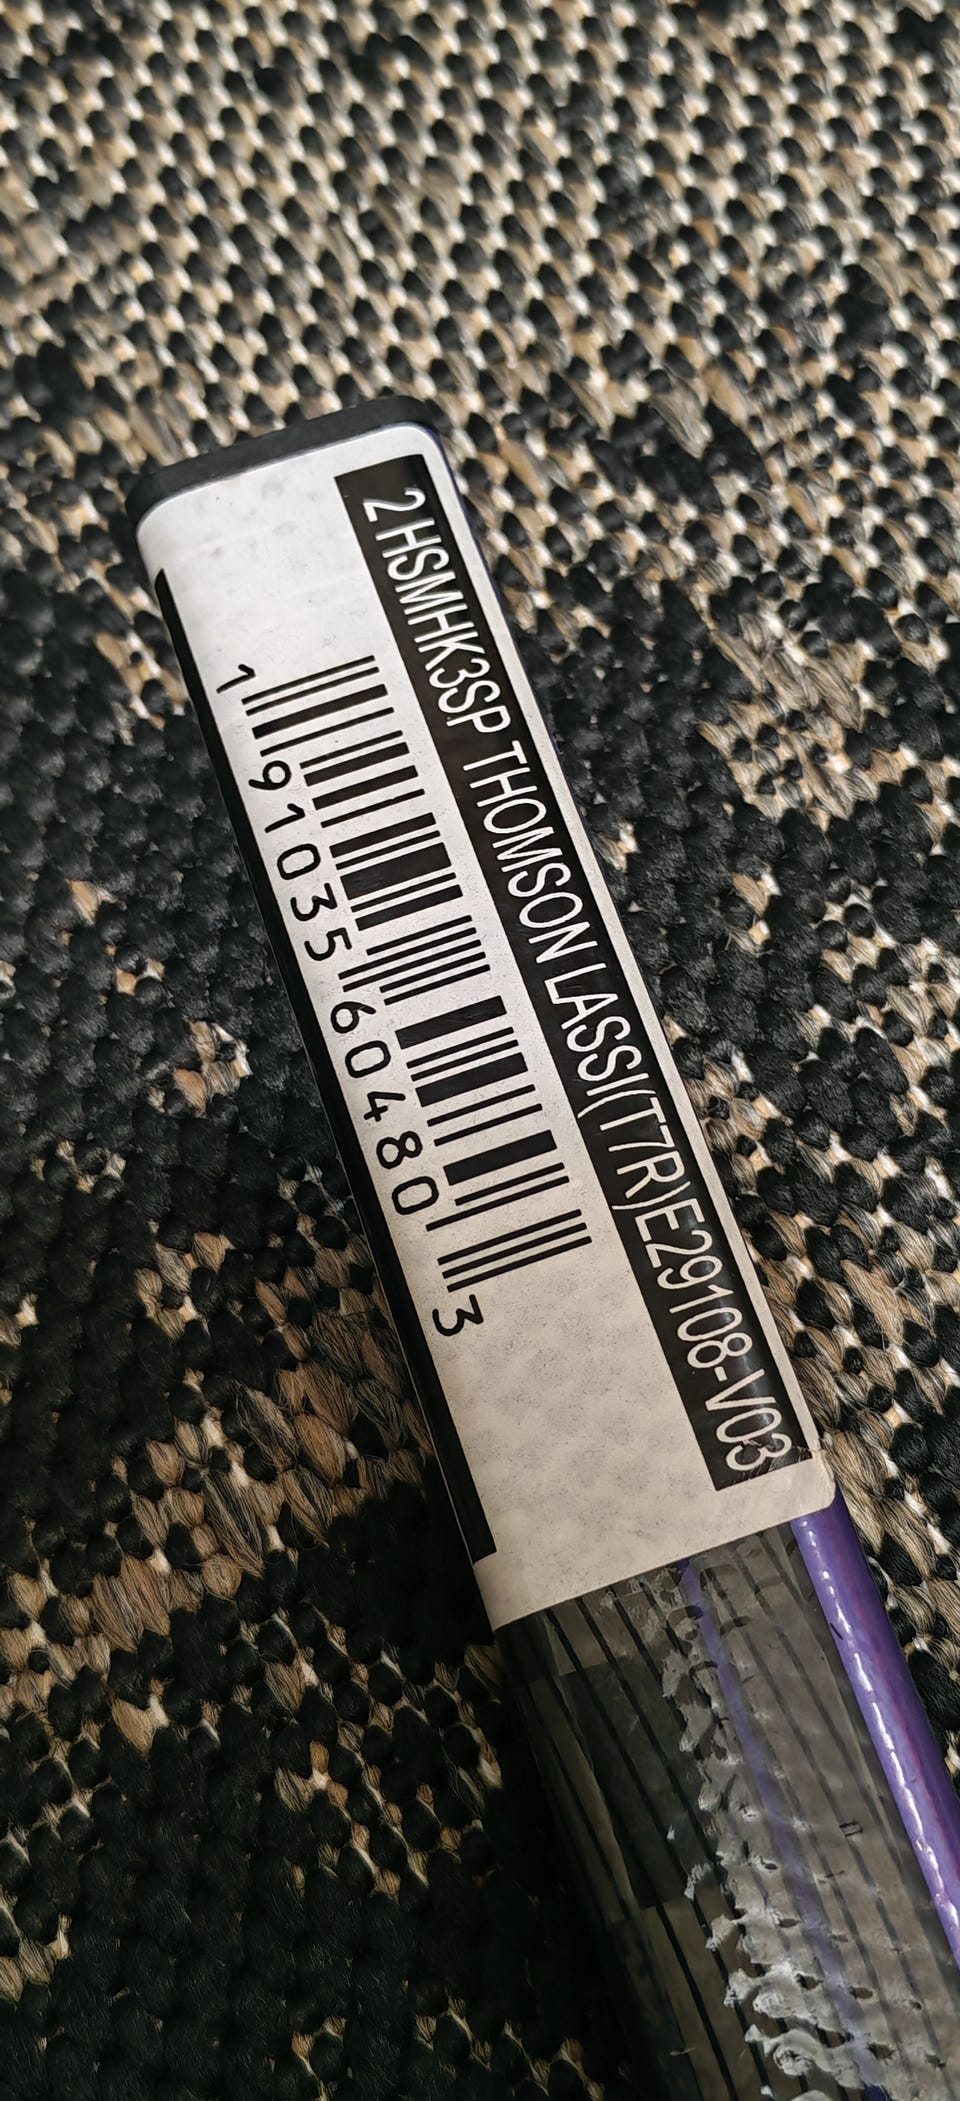 2 HSMHK3SP THOMSON LASSI(T7R)E29108-V03
1 91035 60480 3